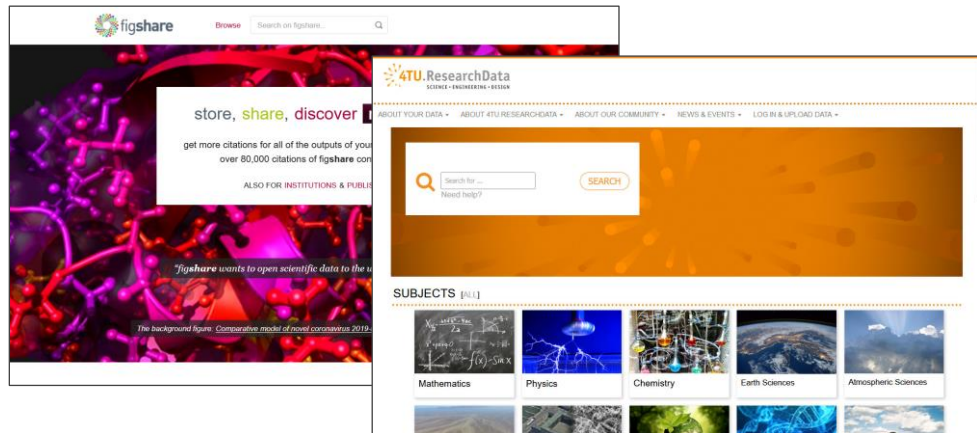 figshare
Browse
Search on figshare...
store, share, discover
get more citations for all of the outputs of your
over 80,000 citations of figshare con
ALSO FOR INSTITUTIONS & PUBLIS
"figshare wants to open scientific data to the w
The background figure: Comparative model of novel coronavirus 2019-
4TU.ResearchData
SCIENCE • ENGINEERING • DESIGN
ABOUT YOUR DATA
ABOUT 4TU.RESEARCHDATA
ABOUT OUR COMMUNITY
NEWS & EVENTS
LOG IN & UPLOAD DATA
Search for ...
SEARCH
Need help?
SUBJECTS [ALL]
f(x)=Sin x
Mathematics
Physics
Chemistry
Earth Sciences
Atmospheric Sciences